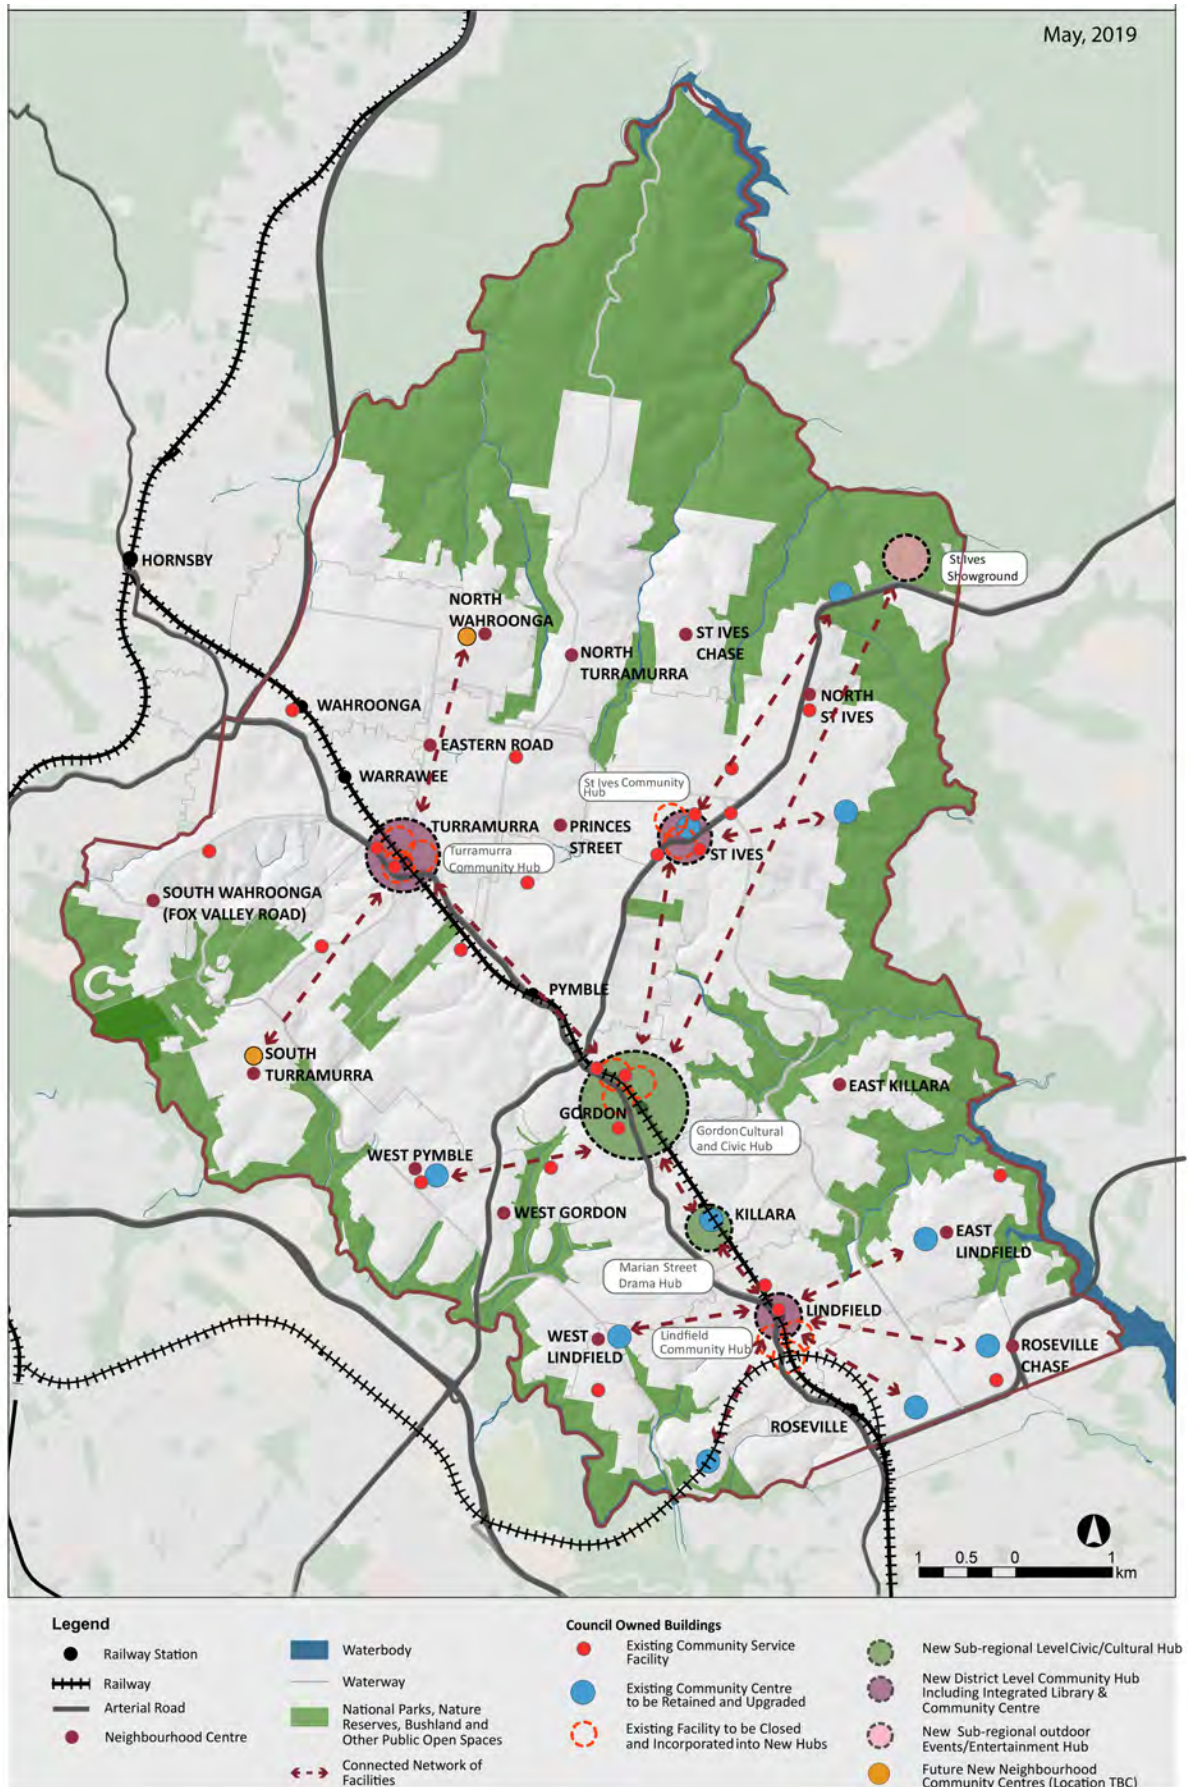 May, 2019
HORNSBY
St Ives
Showground
NORTH
WAHROONGA
ST IVES
CHASE
NORTH
TURRAMURRA
NORTH
ST IVES
WAHROONGA
EASTERN ROAD
WARRAWEE
St Ives Community
Hub
TURRAMURRA
PRINCES
STREET
ST IVES
Turramurra
Community Hub
SOUTH WAHROONGA
(FOX VALLEY ROAD)
PYMBLE
SOUTH
TURRAMURRA
EAST KILLARA
GORDON
Gordon Cultural
and Civic Hub
WEST PYMBLE
WEST GORDON
KILLARA
EAST
LINDFIELD
Marian Street
Drama Hub
LINDFIELD
WEST
LINDFIELD
Lindfield
Community Hub
ROSEVILLE
CHASE
ROSEVILLE
1 0.5 0 1
km
Legend
Railway Station
Railway
Arterial Road
Neighbourhood Centre
Waterbody
Waterway
National Parks, Nature
Reserves, Bushland and
Other Public Open Spaces
Connected Network of
Facilities
Council Owned Buildings
Existing Community Service
Facility
Existing Community Centre
to be Retained and Upgraded
Existing Facility to be Closed
and Incorporated into New Hubs
New Sub-regional Level Civic/Cultural Hub
New District Level Community Hub
Including Integrated Library &
Community Centre
New Sub-regional outdoor
Events/Entertainment Hub
Future New Neighbourhood
Community Centres (Location TBC)